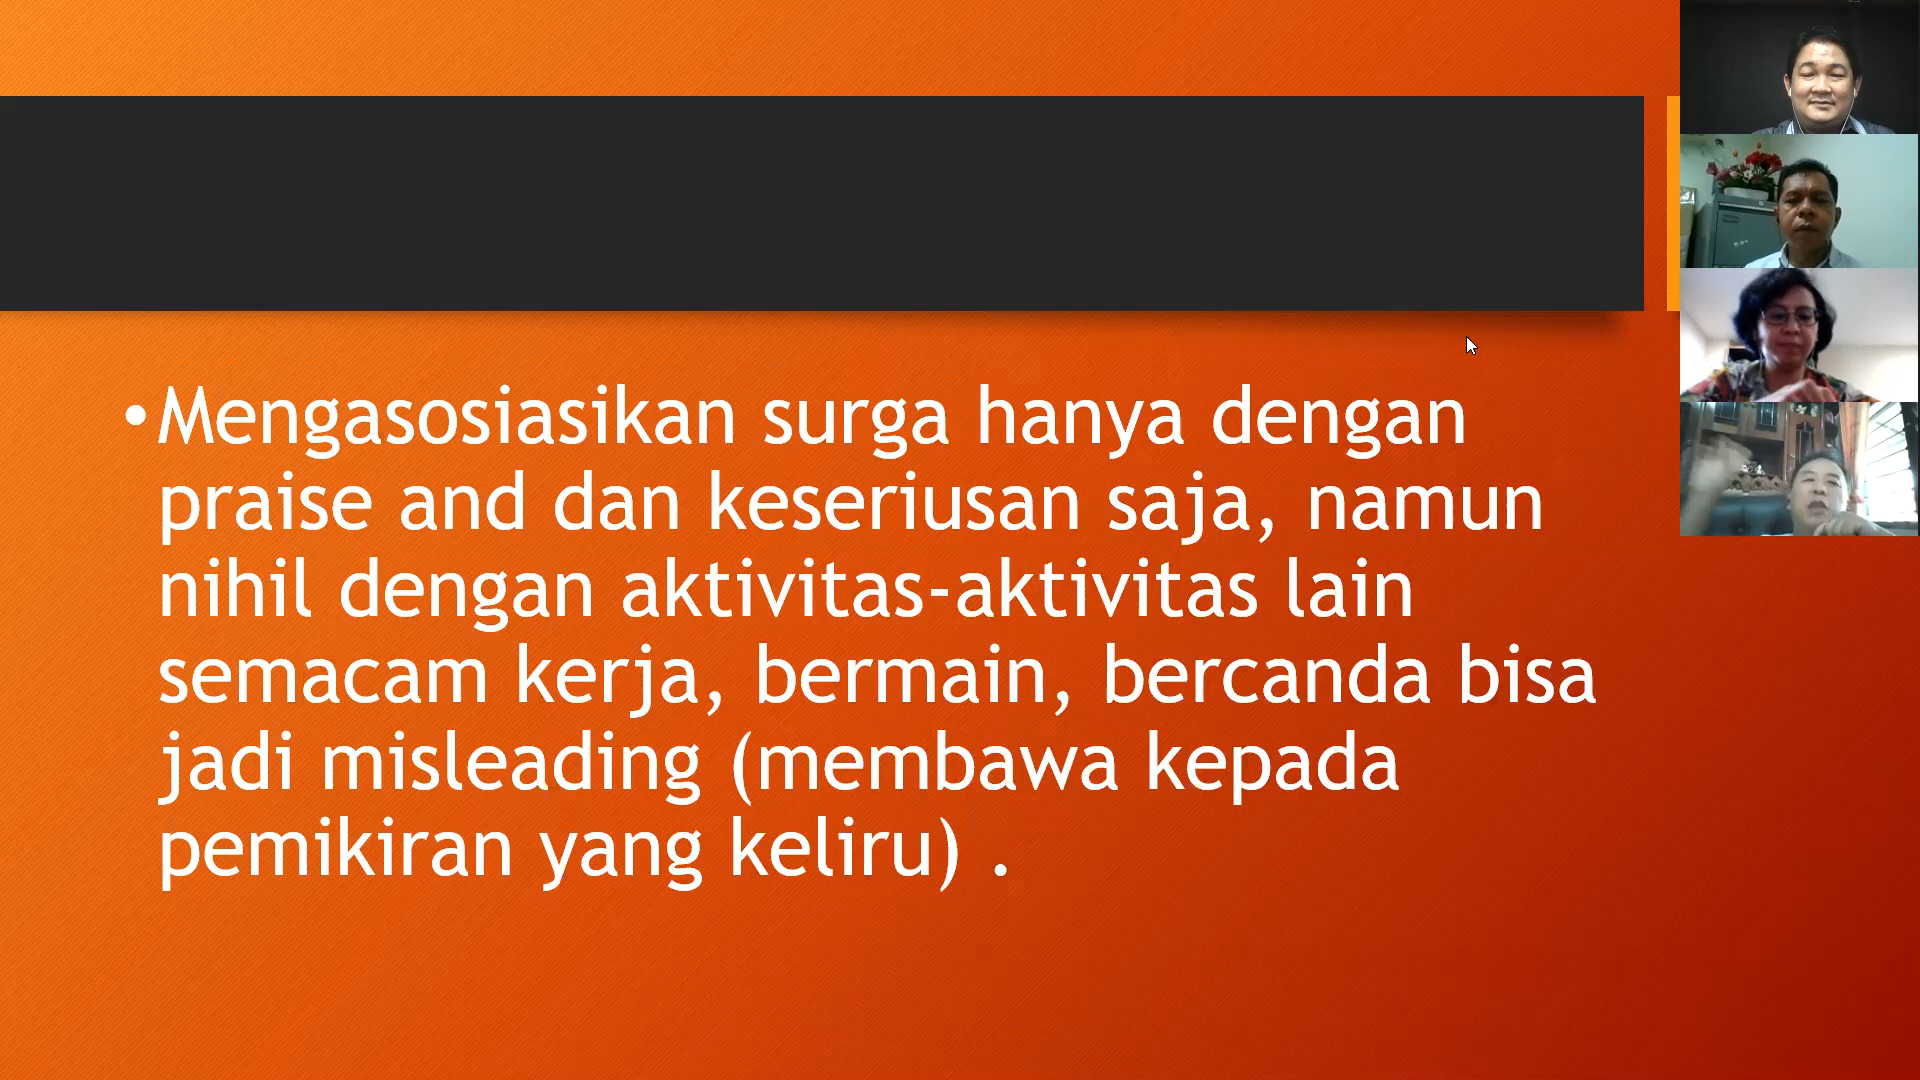 •Mengasosiasikan surga hanya dengan
praise and dan keseriusan saja, namun
nihil dengan aktivitas-aktivitas lain
semacam kerja, bermain, bercanda bisa
jadi misleading (membawa kepada
pemikiran yang keliru) .